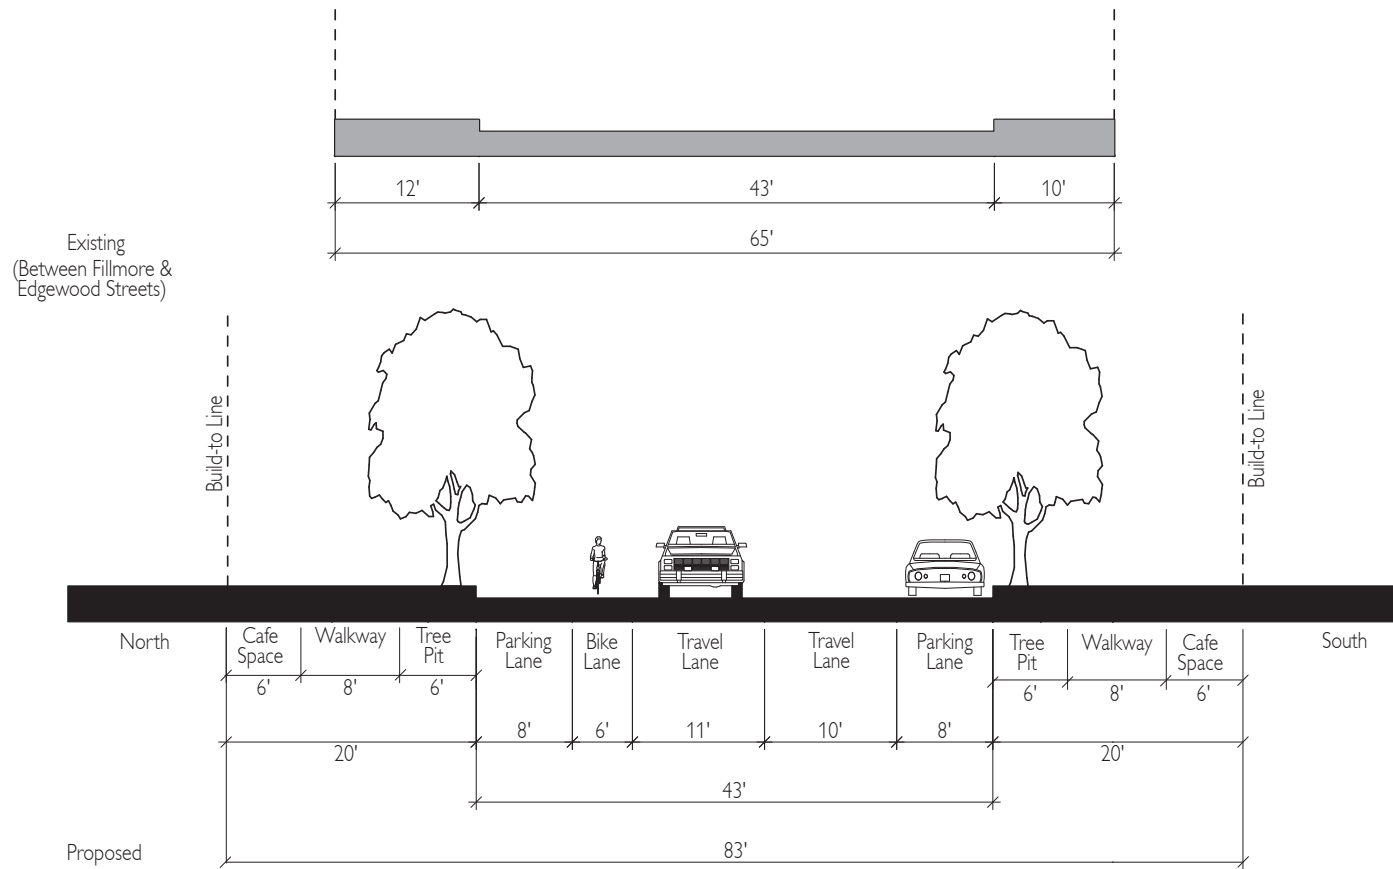 12'
43'
10'
65'
Existing
(Between Fillmore &
Edgewood Streets)
Build-to Line
Build-to Line
North
Cafe
Space
Walkway
Tree
Pit
Parking
Lane
Bike
Lane
Travel
Lane
Travel
Lane
Parking
Lane
Tree
Pit
Walkway
Cafe
Space
South
6'
8'
6'
6'
8'
6'
8'
6'
11'
10'
8'
20'
20'
43'
Proposed
83'